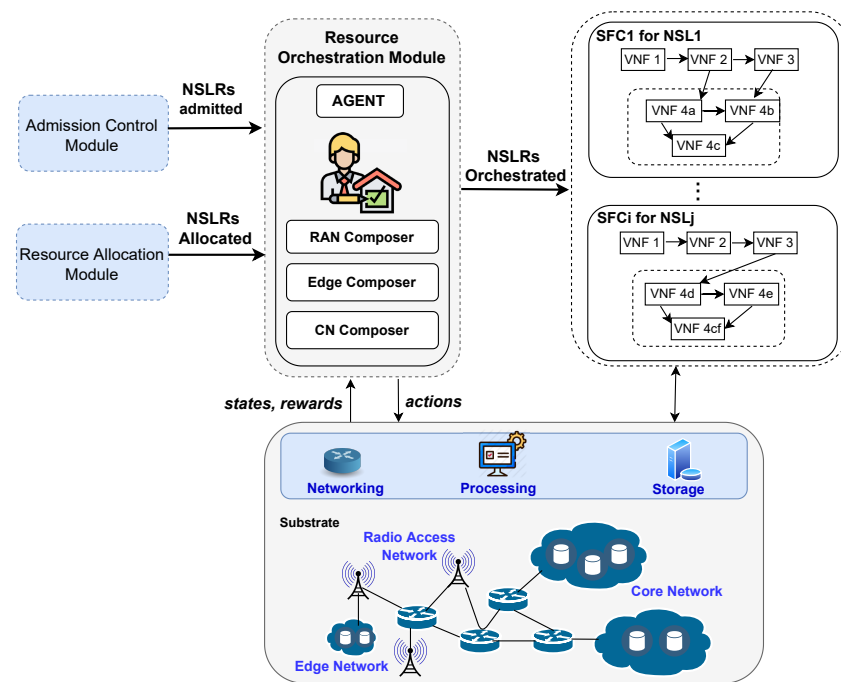 Resource
Orchestration Module
AGENT
RAN Composer
Edge Composer
CN Composer
NSLRs
admitted
Admission Control
Module
NSLRs
Allocated
Resource Allocation
Module
NSLRs
Orchestrated
SFC1 for NSL1
VNF 1
VNF 2
VNF 3
VNF 4a
VNF 4b
VNF 4c
SFCi for NSLj
VNF 1
VNF 2
VNF 3
VNF 4d
VNF 4e
VNF 4cf
states, rewards
actions
Networking
Processing
Storage
Substrate
Radio Access
Network
Core Network
Edge Network